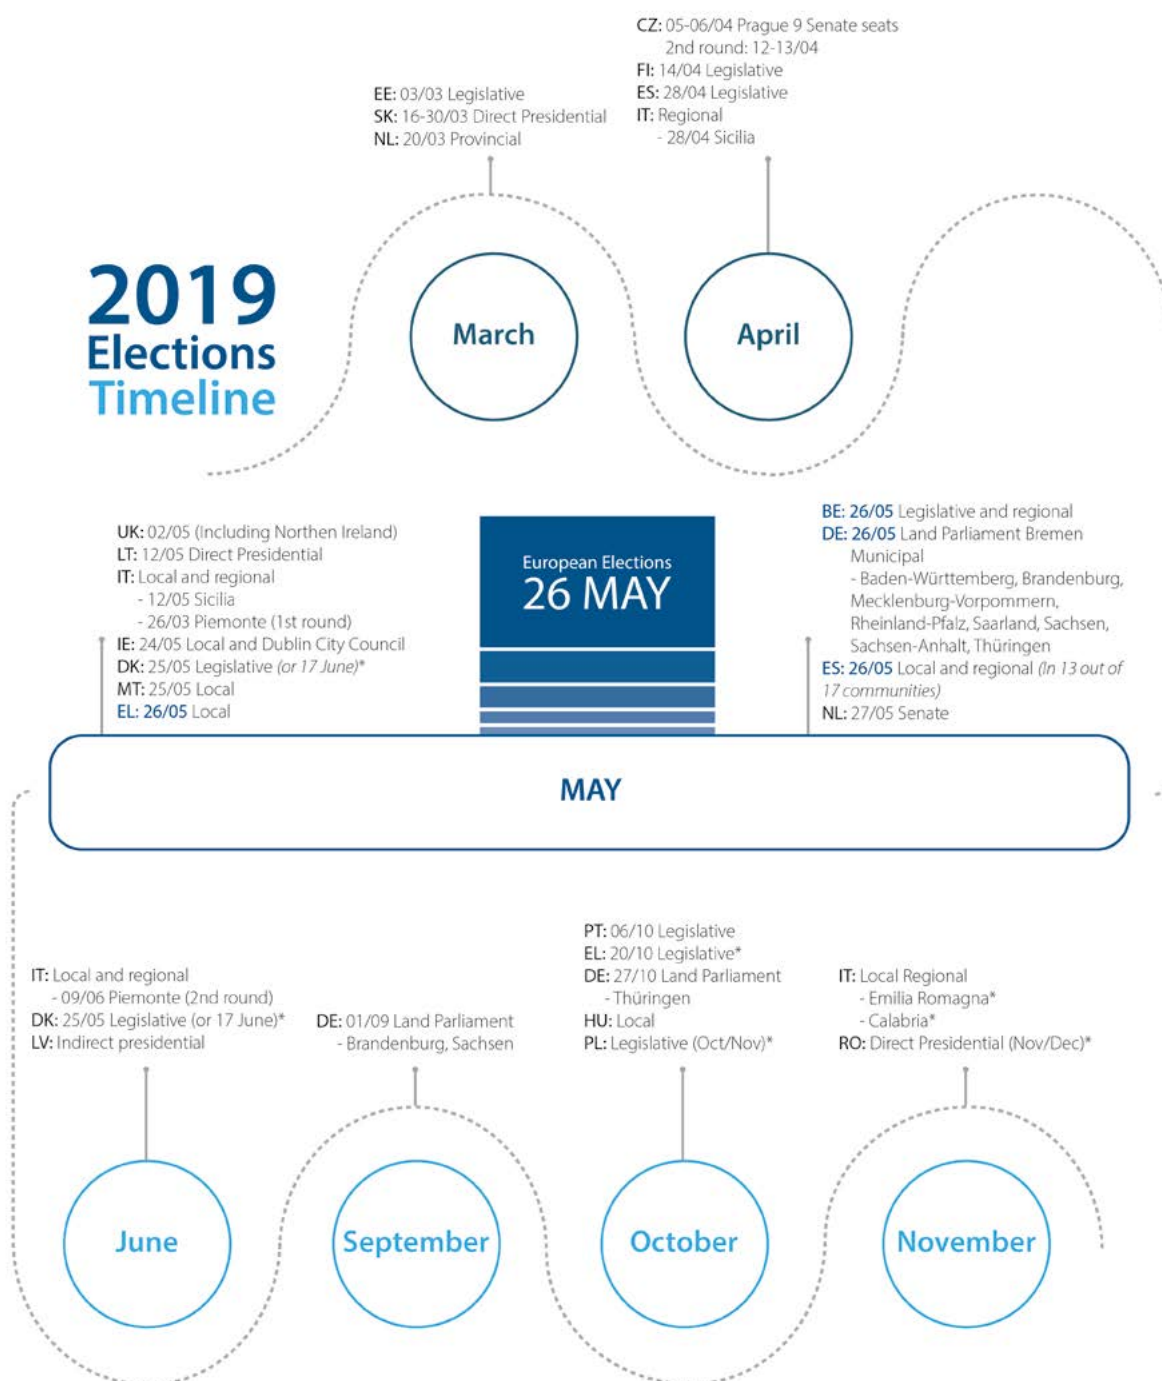 CZ: 05-06/04 Prague 9 Senate seats
2nd round: 12-13/04
FI: 14/04 Legislative
ES: 28/04 Legislative
IT: Regional
- 28/04 Sicilia
EE: 03/03 Legislative
SK: 16-30/03 Direct Presidential
NL: 20/03 Provincial
2019
Elections
Timeline
March
April
UK: 02/05 (Including Northen Ireland)
LT: 12/05 Direct Presidential
IT: Local and regional
- 12/05 Sicilia
- 26/03 Piemonte (1st round)
IE: 24/05 Local and Dublin City Council
DK: 25/05 Legislative (or 17 June)*
MT: 25/05 Local
EL: 26/05 Local
European Elections
26 MAY
BE: 26/05 Legislative and regional
DE: 26/05 Land Parliament Bremen
Municipal
- Baden-Württemberg, Brandenburg,
Mecklenburg-Vorpommern,
Rheinland-Pfalz, Saarland, Sachsen,
Sachsen-Anhalt, Thüringen
ES: 26/05 Local and regional (In 13 out of
17 communities)
NL: 27/05 Senate
MAY
IT: Local and regional
- 09/06 Piemonte (2nd round)
DK: 25/05 Legislative (or 17 June)*
LV: Indirect presidential
DE: 01/09 Land Parliament
- Brandenburg, Sachsen
PT: 06/10 Legislative
EL: 20/10 Legislative*
DE: 27/10 Land Parliament
- Thüringen
HU: Local
PL: Legislative (Oct/Nov)*
IT: Local Regional
- Emilia Romagna*
- Calabria*
RO: Direct Presidential (Nov/Dec)*
June
September
October
November